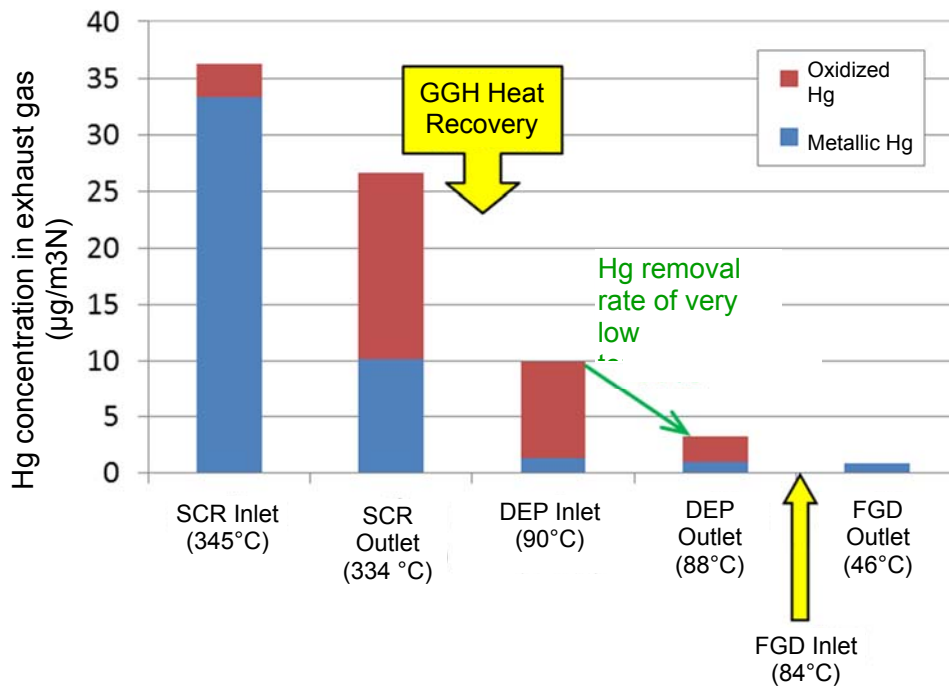 Hg concentration in exhaust gas
(µg/m3N)
40
35
30
25
20
15
10
5
0
GGH Heat
Recovery
Oxidized
Hg
Metallic Hg
Hg removal
rate of very
low
SCR Inlet
(345°C)
SCR
Outlet
(334 °C)
DEP Inlet
(90°C)
DEP
Outlet
(88°C)
FGD
Outlet
(46°C)
FGD Inlet
(84°C)